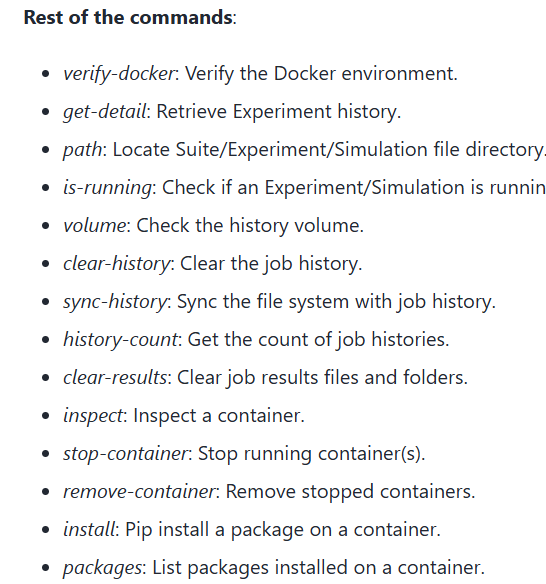 Rest of the commands:
verify-docker: Verify the Docker environment.
get-detail: Retrieve Experiment history.
path: Locate Suite/Experiment/Simulation file directory.
is-running: Check if an Experiment/Simulation is runnin
volume: Check the history volume.
clear-history: Clear the job history.
sync-history: Sync the file system with job history.
history-count: Get the count of job histories.
clear-results: Clear job results files and folders.
inspect: Inspect a container.
stop-container: Stop running container(s).
remove-container: Remove stopped containers.
install: Pip install a package on a container.
packages: List packages installed on a container.